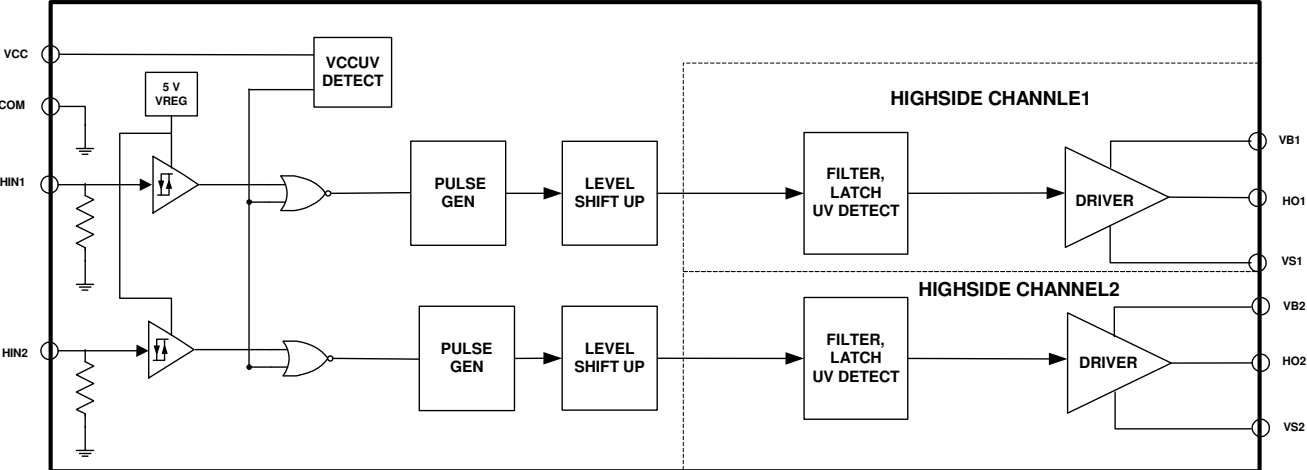 VCC
VCCUV
DETECT
5 V
VREG
COM
HIGHSIDE CHANNLE1
VB1
HIN1
PULSE
GEN
LEVEL
SHIFT UP
FILTER,
LATCH
UV DETECT
DRIVER
HO1
VS1
HIGHSIDE CHANNEL2
VB2
HIN2
PULSE
GEN
LEVEL
SHIFT UP
FILTER,
LATCH
UV DETECT
DRIVER
HO2
VS2